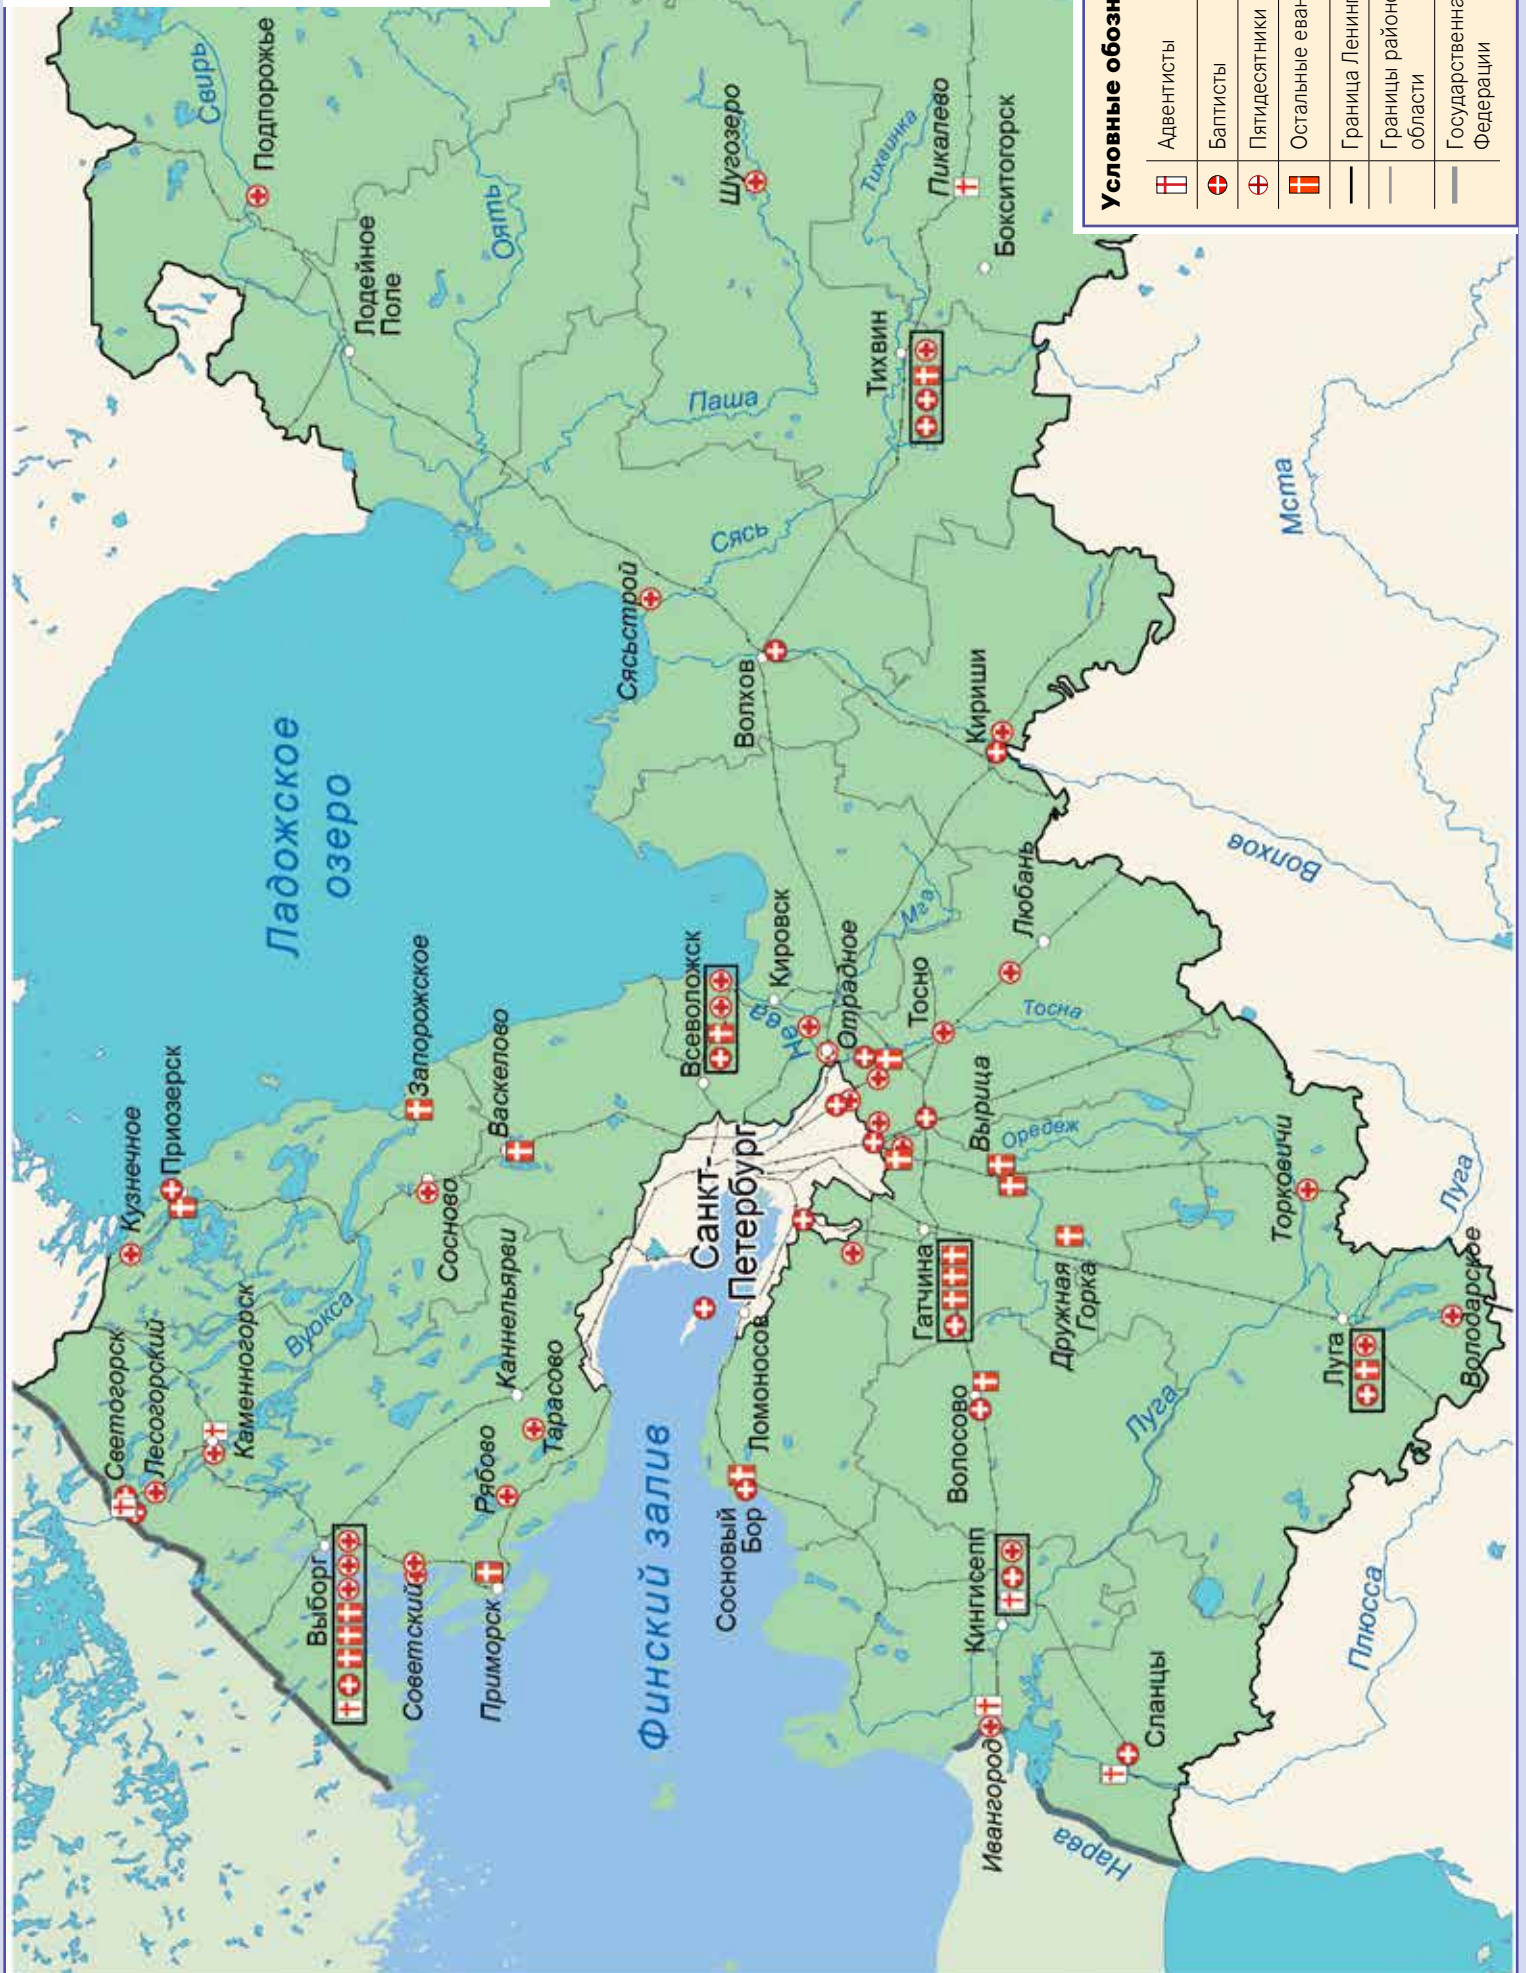 Свирь
Подпорожье
Лодейное
Поле
Оять
Шугозеро
Тихвинка
Пикалево
Бокситогорск
Тихвин
Паша
Сясь
Сясьстрой
Волхов
Кириши
Мста
Волхов
Ладожское
озеро
Кузнечное
Приозерск
Запорожское
Васкелово
Сосново
Всеволожск
Кировск
Нева
Отрадное
Мга
Любань
Тосно
Тосна
Вырица
Оредеж
Торковичи
Луга
Светогорск
Лесогорский
Каменногорск
Вуокса
Каннельярви
Тарасово
Рябово
Санкт-
Петербург
Ломоносов
Гатчина
Дружная
Горка
Луга
Володарское
Выборг
Советский
Приморск
Финский залив
Сосновый
Бор
Волосово
Луга
Кингисепп
Ивангород
Сланцы
Нарва
Плюсса
Условные обозн
Адвентисты
Баптисты
Пятидесятники
Остальные еван
Граница Ленин
Границы район
области
Государственна
Федерации